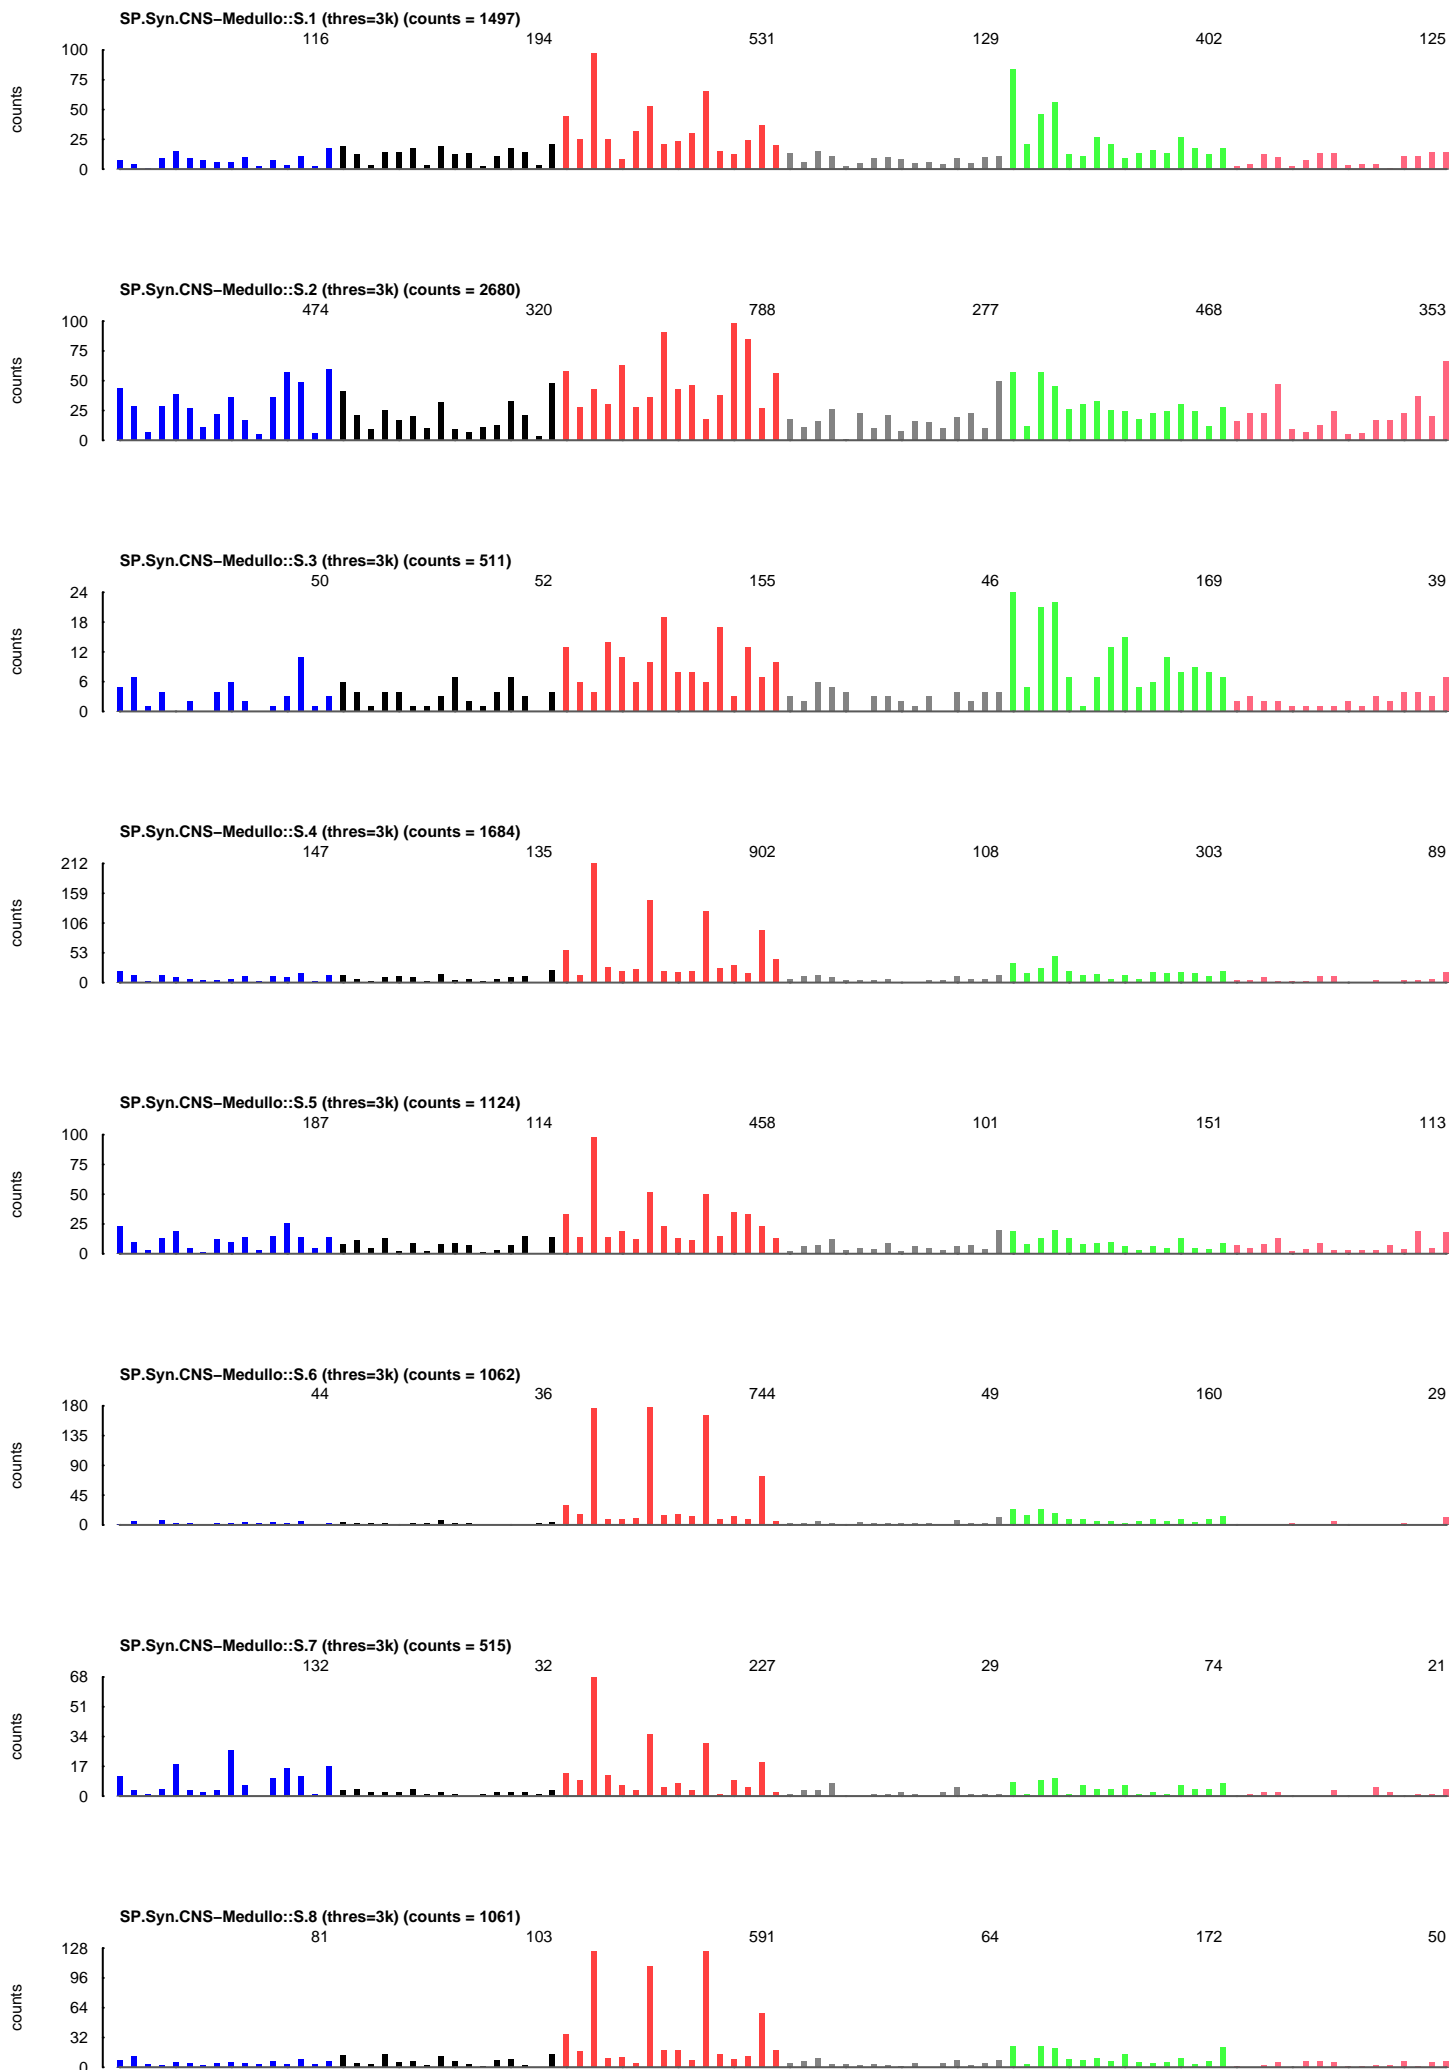 SP.Syn.CNS−Medullo::S.1 (thres=3k) (counts = 1497)
116 194 531 129 402 125
100
75
50
25
0
counts
SP.Syn.CNS−Medullo::S.2 (thres=3k) (counts = 2680)
474 320 788 277 468 353
100
75
50
25
0
counts
SP.Syn.CNS−Medullo::S.3 (thres=3k) (counts = 511)
50 52 155 46 169 39
24
18
12
6
0
counts
SP.Syn.CNS−Medullo::S.4 (thres=3k) (counts = 1684)
147 135 902 108 303 89
212
159
106
53
0
counts
SP.Syn.CNS−Medullo::S.5 (thres=3k) (counts = 1124)
187 114 458 101 151 113
100
75
50
25
0
counts
SP.Syn.CNS−Medullo::S.6 (thres=3k) (counts = 1062)
44 36 744 49 160 29
180
135
90
45
0
counts
SP.Syn.CNS−Medullo::S.7 (thres=3k) (counts = 515)
132 32 227 29 74 21
68
51
34
17
0
counts
SP.Syn.CNS−Medullo::S.8 (thres=3k) (counts = 1061)
81 103 591 64 172 50
128
96
64
32
0
counts